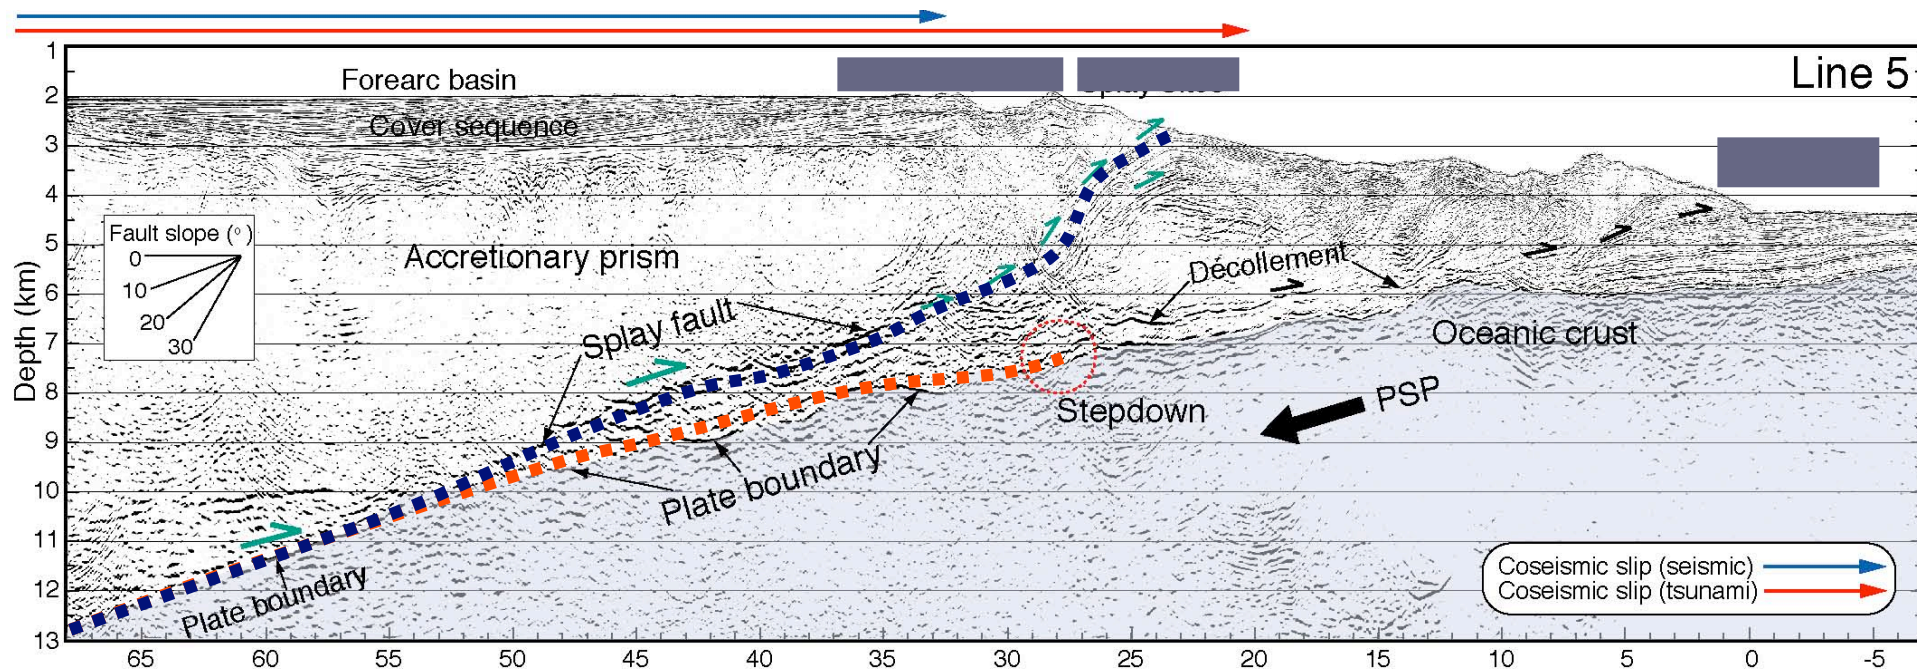 Line 5
Forearc basin
Cover sequence
Accretionary prism
Fault slope (°)
0
10
20
30
Splay fault
Décollement
Oceanic crust
Stepdown
PSP
Plate boundary
Plate boundary
Coseismic slip (seismic)
Coseismic slip (tsunami)
Depth (km)
1
2
3
4
5
6
7
8
9
10
11
12
13
65 60 55 50 45 40 35 30 25 20 15 10 5 0 5